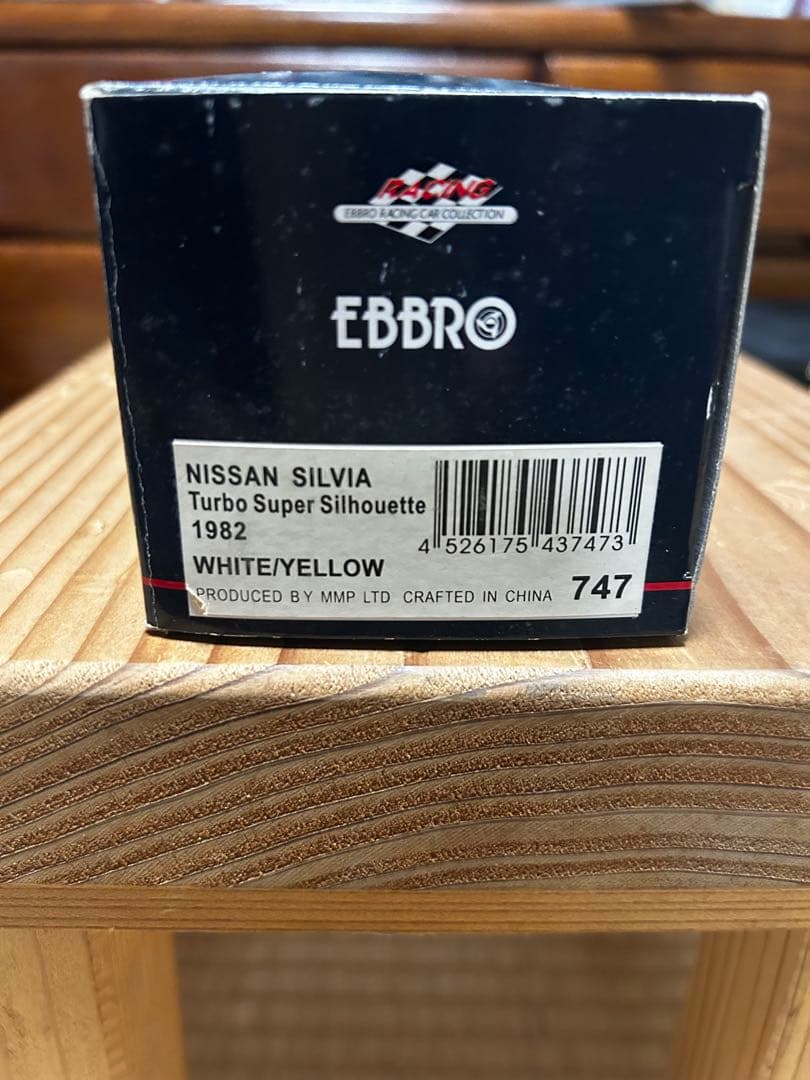 RACING
EBBRO RACING CAR COLLECTION
EBBRO
NISSAN SILVIA
Turbo Super Silhouette
1982
4 526175 437473
WHITE/YELLOW
PRODUCED BY MMP LTD CRAFTED IN CHINA 747